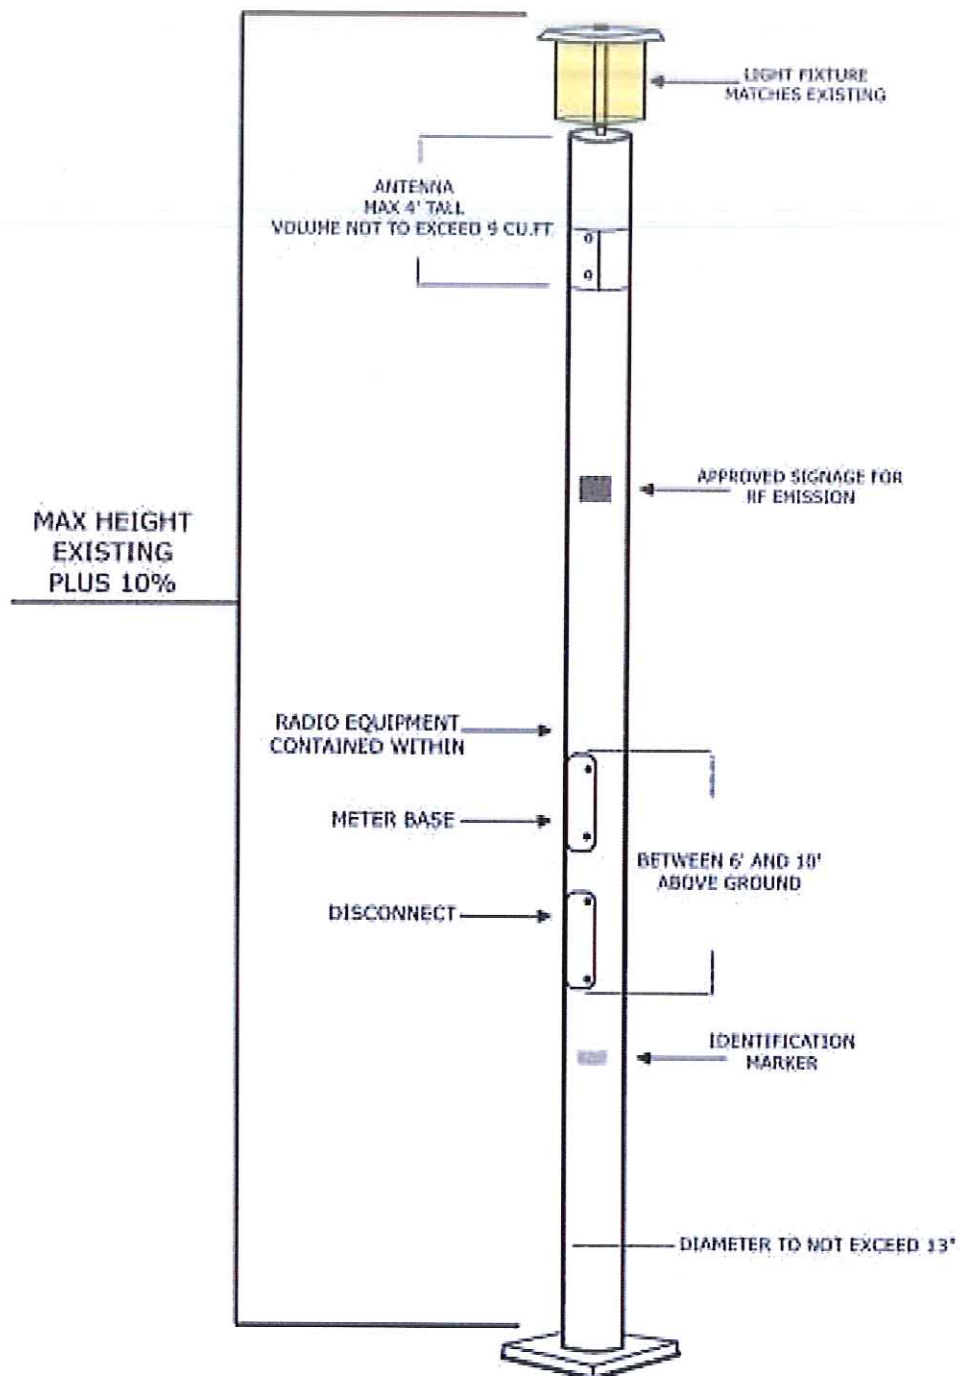 LIGHT FIXTURE
MATCHES EXISTING
ANTENNA
MAX 4' TALL
VOLUME NOT TO EXCEED 9 CU.FT.
APPROVED SIGNAGE FOR
RF EMISSION
MAX HEIGHT
EXISTING
PLUS 10%
RADIO EQUIPMENT
CONTAINED WITHIN
METER BASE
BETWEEN 6' AND 10'
ABOVE GROUND
DISCONNECT
IDENTIFICATION
MARKER
DIAMETER TO NOT EXCEED 13"